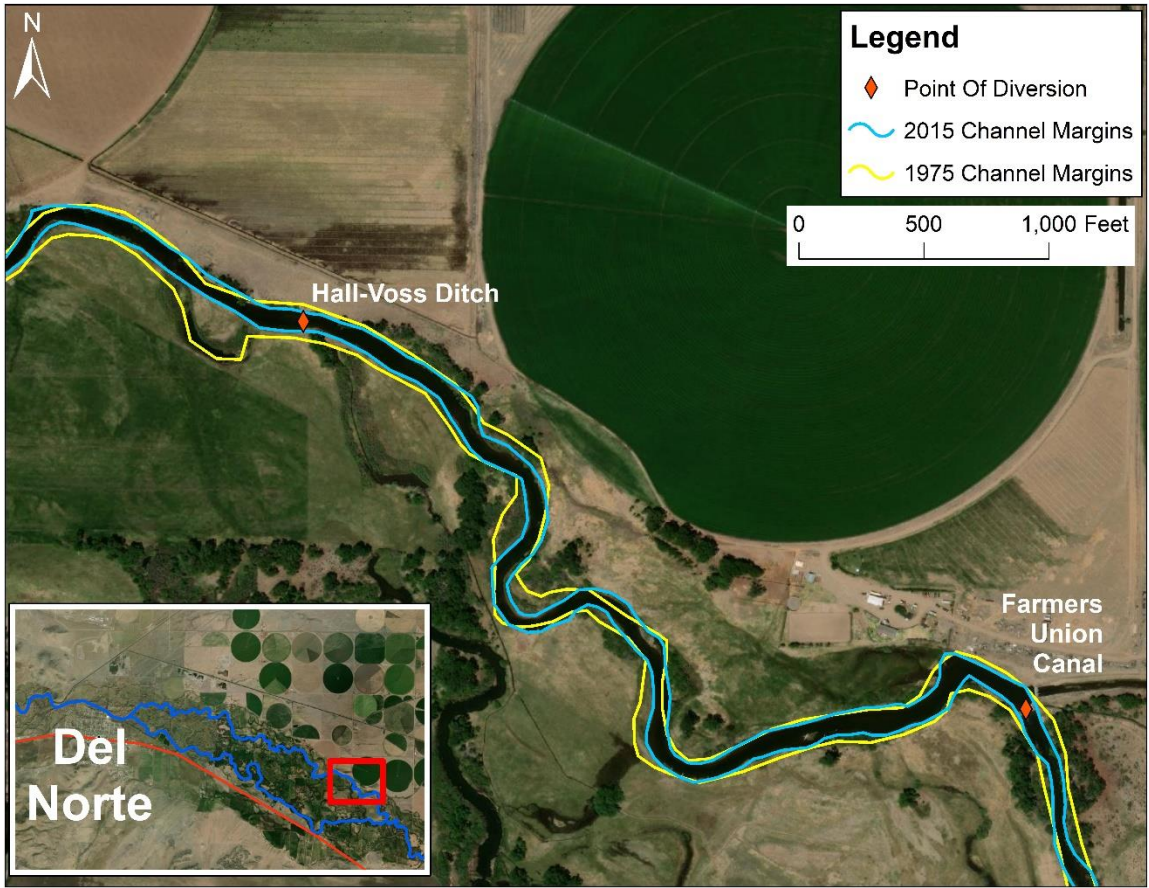 N
Legend
Point Of Diversion
2015 Channel Margins
1975 Channel Margins
0 500 1,000 Feet
Hall-Voss Ditch
Farmers
Union
Canal
Del
Norte